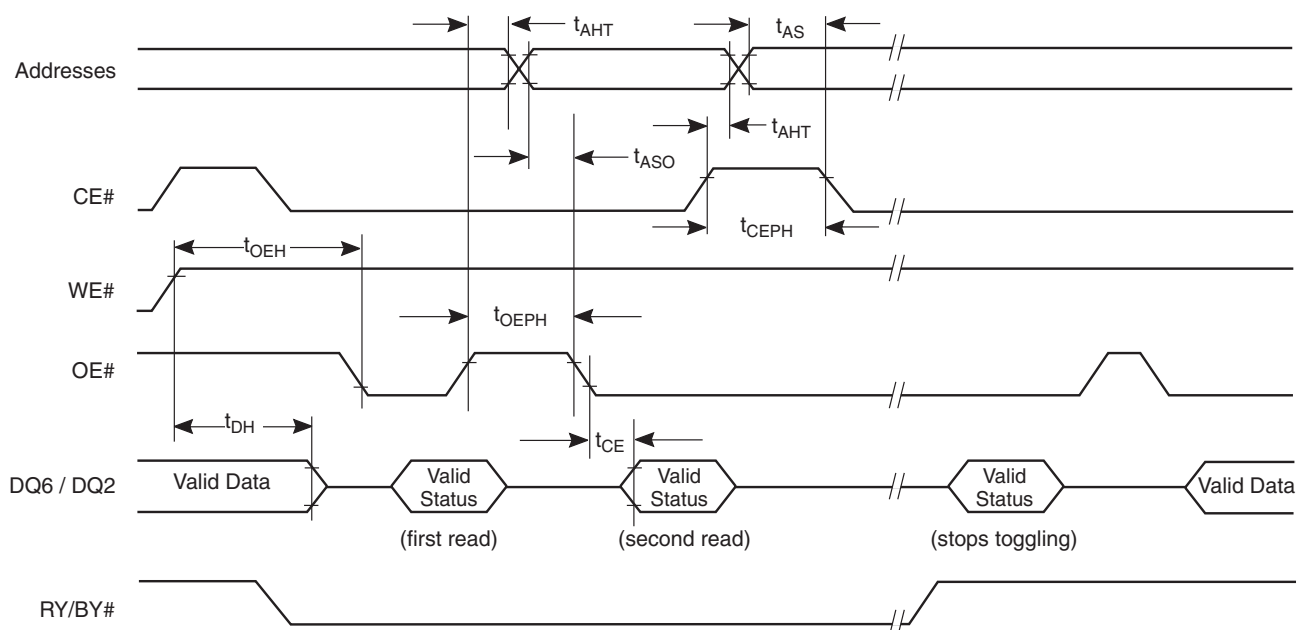 tAHT
tAS
Addresses
tAHT
tASO
CE#
tCEPH
tOEH
WE#
tOEPH
OE#
tDH
tCE
DQ6 / DQ2
Valid Data
Valid
Status
Valid
Status
Valid
Status
Valid Data
(first read)
(second read)
(stops toggling)
RY/BY#